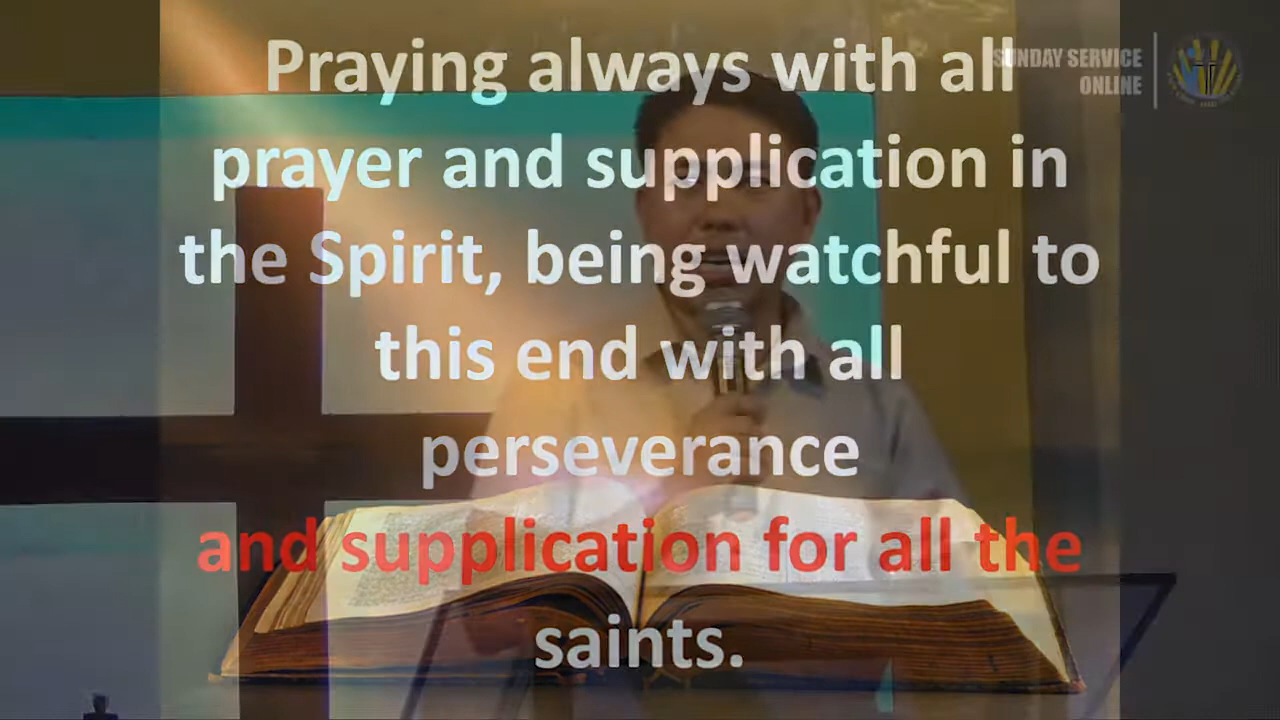 Praying always with all
prayer and supplication in
the Spirit, being watchful to
this end with all
perseverance
and supplication for all the
saints.
SUNDAY SERVICE
ONLINE